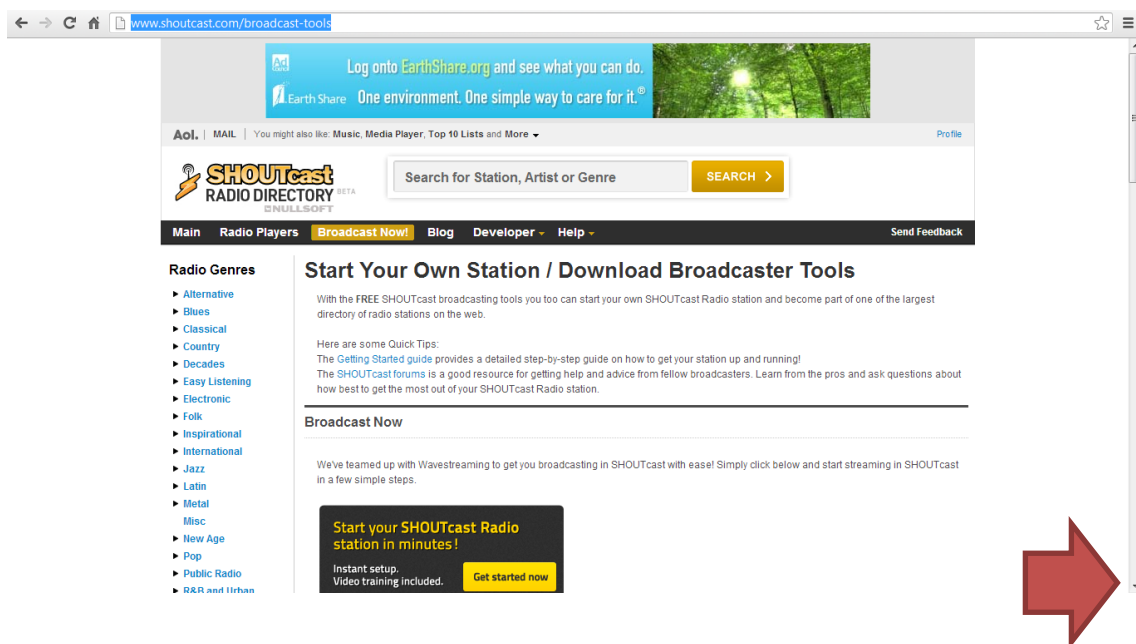 www.shoutcast.com/broadcast-tools
Ad
Log onto EarthShare.org and see what you can do.
Earth Share One environment. One simple way to care for it.®
Aol. | MAIL | You might also like: Music, Media Player, Top 10 Lists and More
Profile
SHOUTcast
RADIO DIRECTORY BETA
NULLSOFT
Search for Station, Artist or Genre
SEARCH
Main Radio Players Broadcast Now! Blog Developer Help Send Feedback
Radio Genres
Alternative
Blues
Classical
Country
Decades
Easy Listening
Electronic
Folk
Inspirational
International
Jazz
Latin
Metal
Misc
New Age
Pop
Public Radio
R&B and Urban
Start Your Own Station / Download Broadcaster Tools
With the FREE SHOUTcast broadcasting tools you too can start your own SHOUTcast Radio station and become part of one of the largest
directory of radio stations on the web.
Here are some Quick Tips:
The Getting Started guide provides a detailed step-by-step guide on how to get your station up and running!
The SHOUTcast forums is a good resource for getting help and advice from fellow broadcasters. Learn from the pros and ask questions about
how best to get the most out of your SHOUTcast Radio station.
Broadcast Now
We've teamed up with Wavestreaming to get you broadcasting in SHOUTcast with ease! Simply click below and start streaming in SHOUTcast
in a few simple steps.
Start your SHOUTcast Radio
station in minutes!
Instant setup.
Video training included.
Get started now